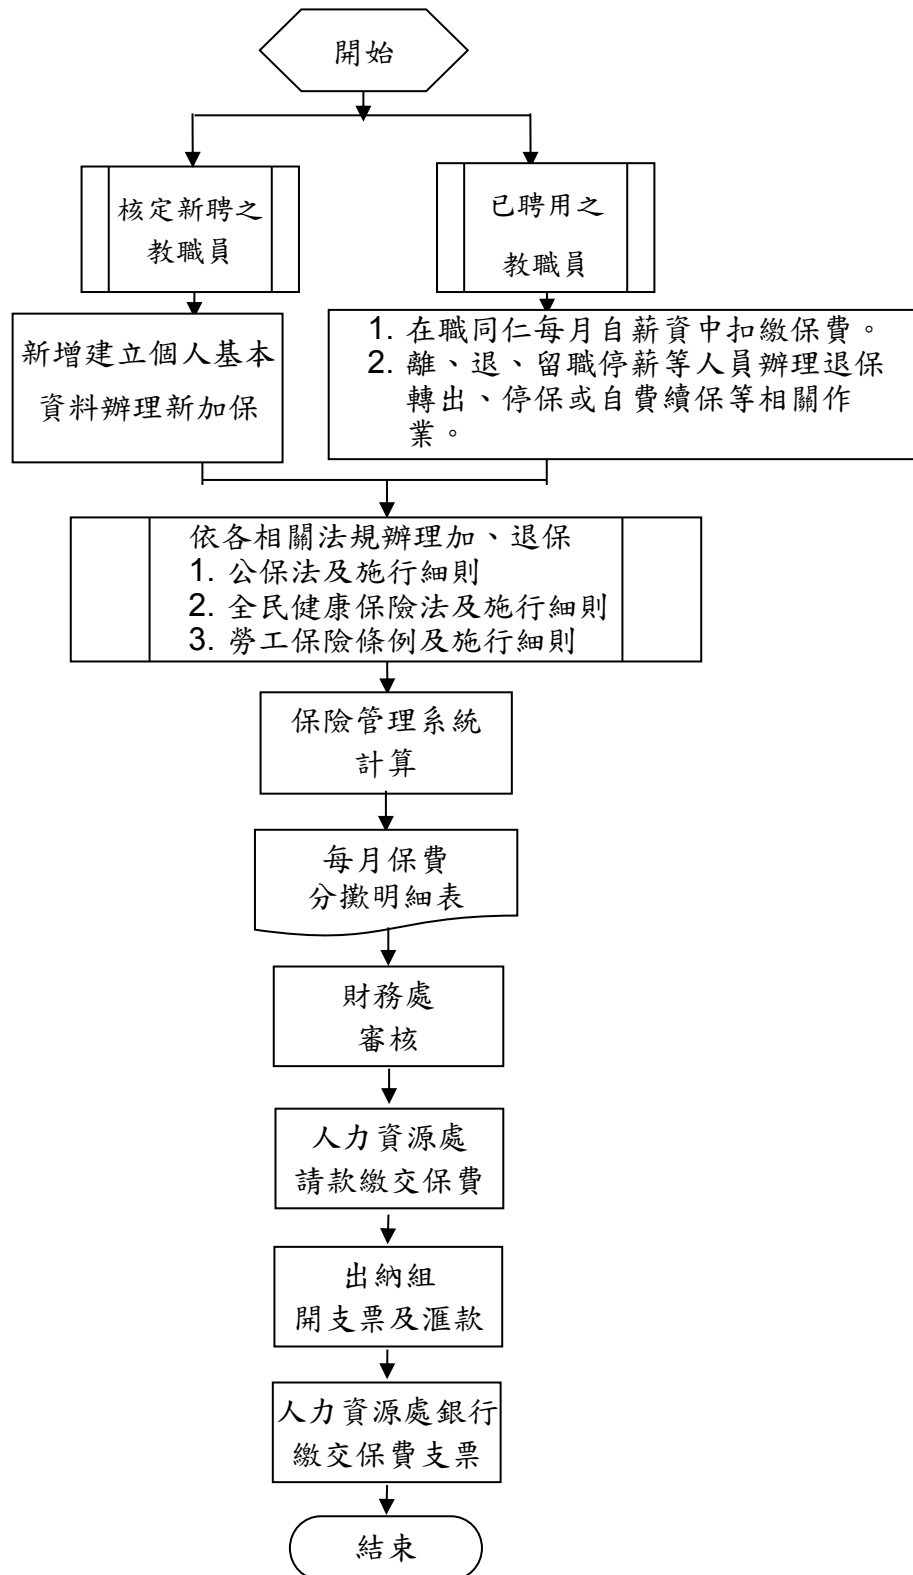 開始
核定新聘之
教職員
已聘用之
教職員
新增建立個人基本
資料辦理新加保
1. 在職同仁每月自薪資中扣繳保費。
2. 離、退、留職停薪等人員辦理退保
轉出、停保或自費續保等相關作
業。
依各相關法規辦理加、退保
1. 公保法及施行細則
2. 全民健康保險法及施行細則
3. 勞工保險條例及施行細則
保險管理系統
計算
每月保費
分擻明細表
財務處
審核
人力資源處
請款繳交保費
出納組
開支票及滙款
人力資源處銀行
繳交保費支票
結束